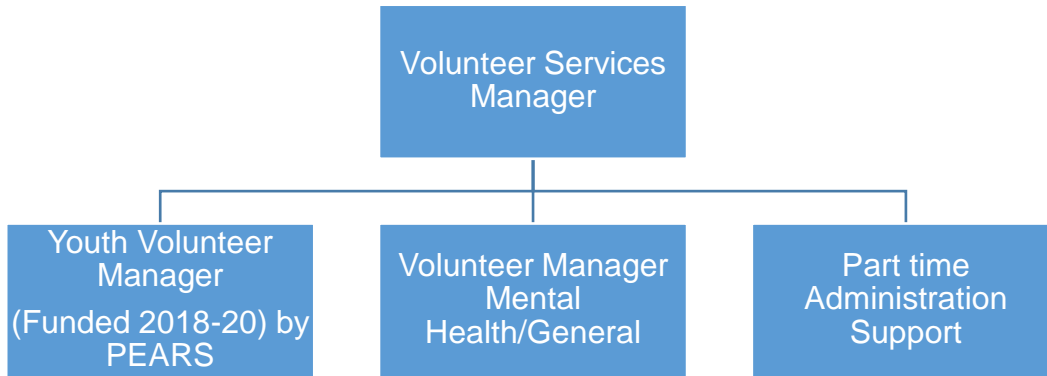 Volunteer Services
Manager
Youth Volunteer
Manager
(Funded 2018-20) by
PEARS
Volunteer Manager
Mental
Health/General
Part time
Administration
Support